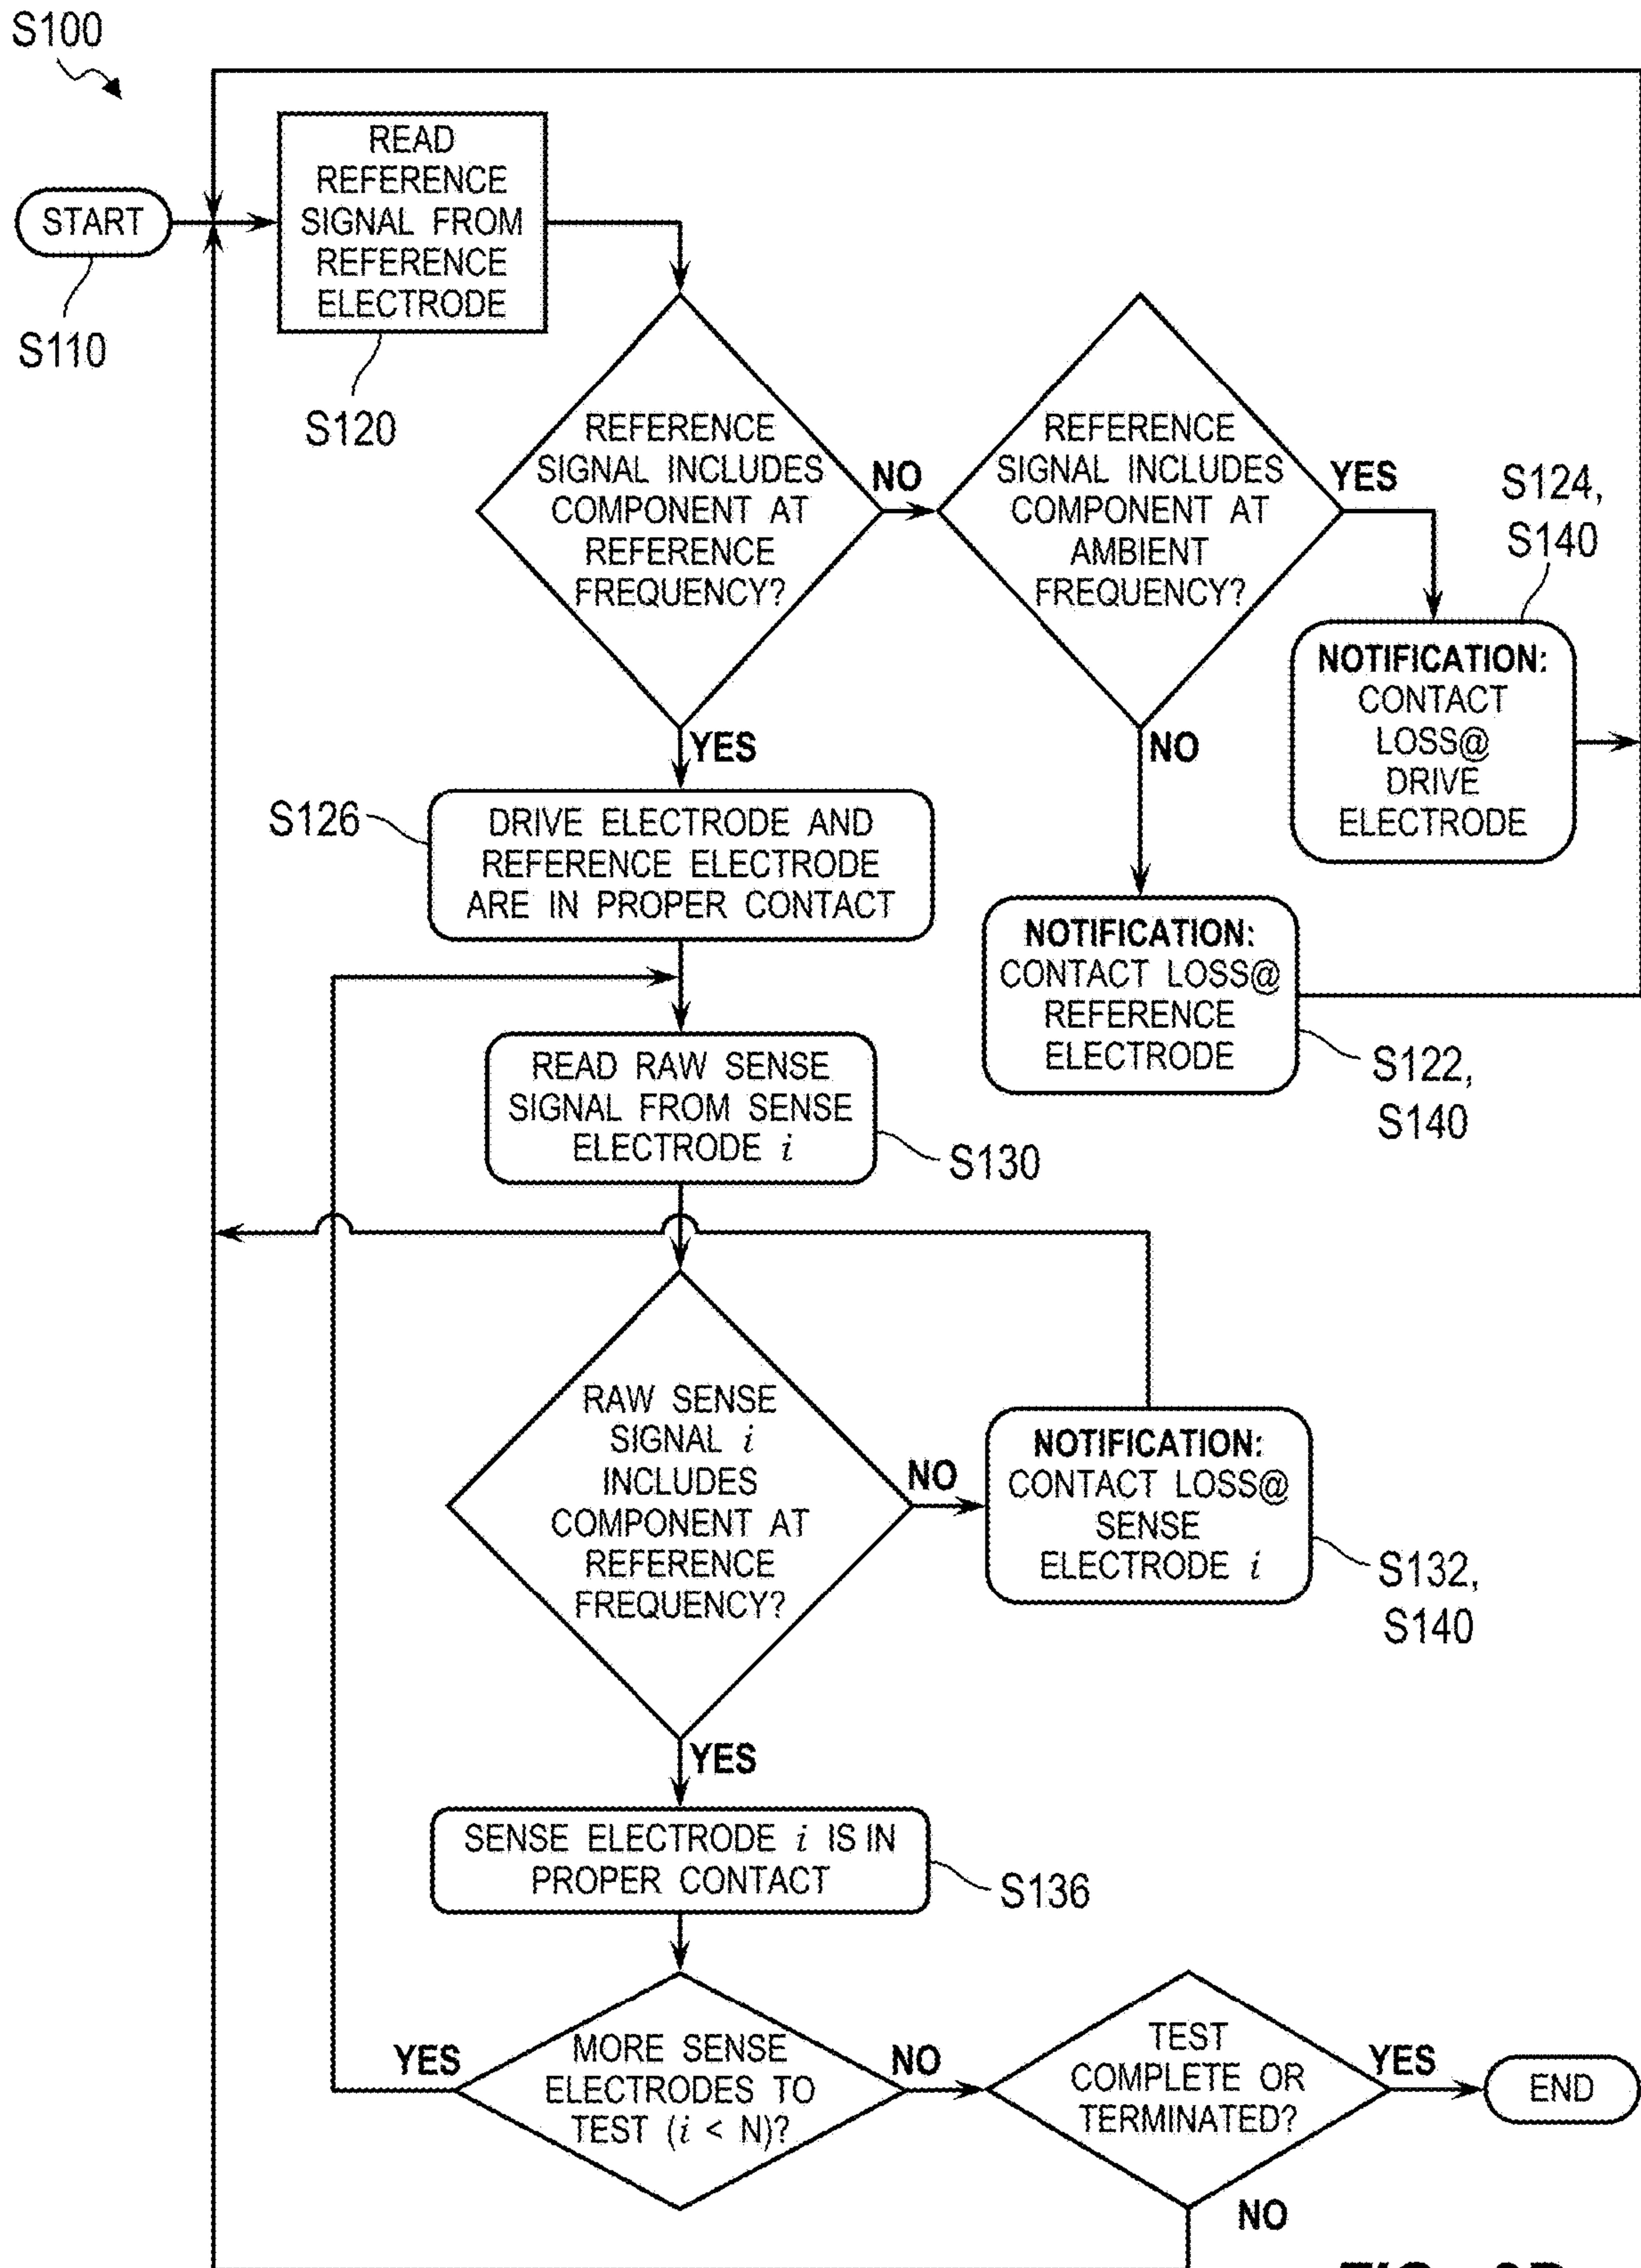 S100
START
S110
READ
REFERENCE
SIGNAL FROM
REFERENCE
ELECTRODE
S120
REFERENCE
SIGNAL INCLUDES
COMPONENT AT
REFERENCE
FREQUENCY?
NO
YES
REFERENCE
SIGNAL INCLUDES
COMPONENT AT
AMBIENT
FREQUENCY?
YES
NO
S124,
S140
NOTIFICATION:
CONTACT
LOSS@
DRIVE
ELECTRODE
S126
DRIVE ELECTRODE AND
REFERENCE ELECTRODE
ARE IN PROPER CONTACT
NOTIFICATION:
CONTACT LOSS@
REFERENCE
ELECTRODE
S122,
S140
READ RAW SENSE
SIGNAL FROM SENSE
ELECTRODE i
S130
RAW SENSE
SIGNAL i
INCLUDES
COMPONENT AT
REFERENCE
FREQUENCY?
NO
YES
NOTIFICATION:
CONTACT LOSS@
SENSE
ELECTRODE i
S132,
S140
SENSE ELECTRODE i IS IN
PROPER CONTACT
S136
MORE SENSE
ELECTRODES TO
TEST (i < N)?
YES
NO
TEST
COMPLETE OR
TERMINATED?
YES
NO
END